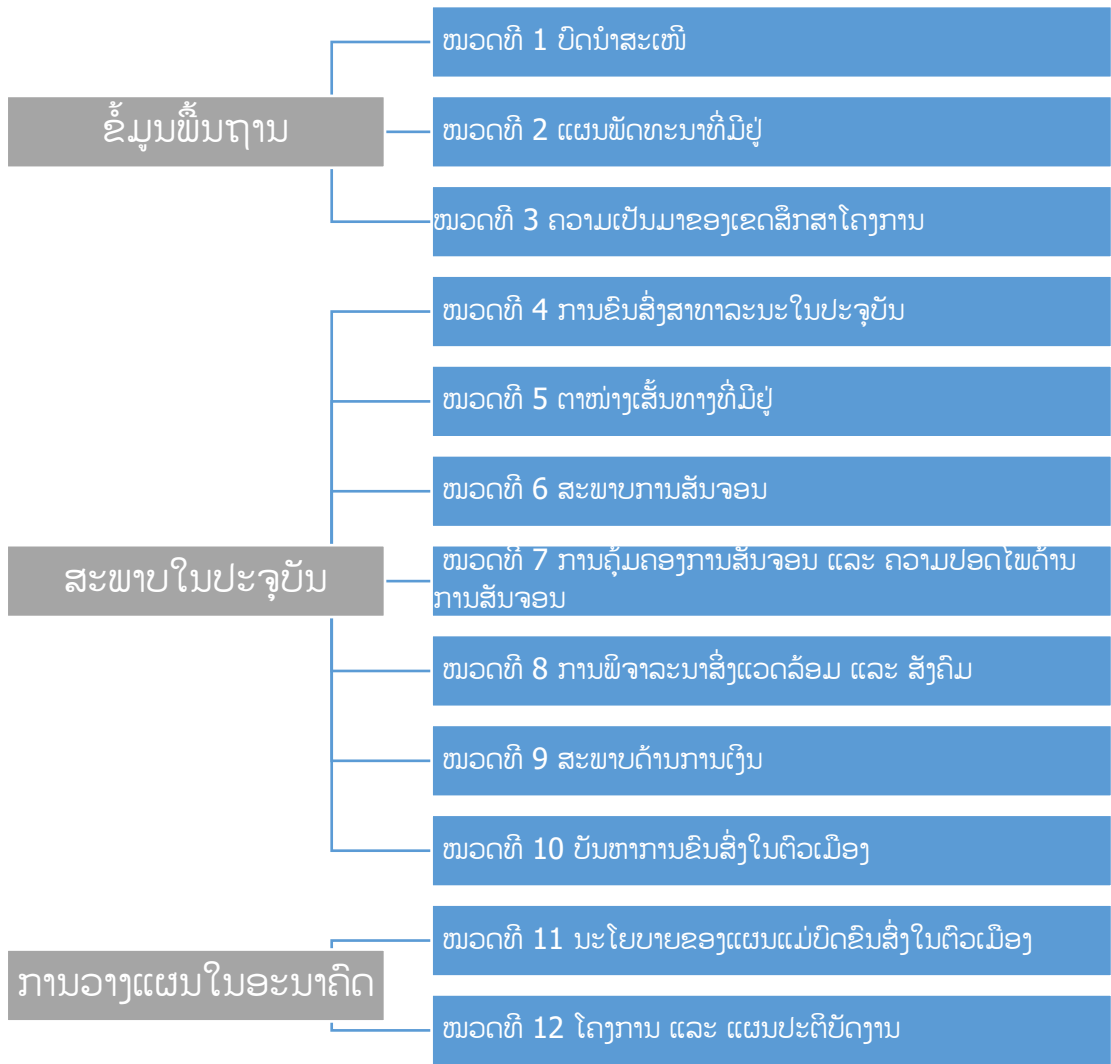 ຂໍ້ມູນພື້ນຖານ
ໝວດທີ 1 ບົດນຳສະເໜີ
ໝວດທີ 2 ແຜນພັດທະນາທີ່ມີຢູ່
ໝວດທີ 3 ຄວາມເປັນມາຂອງເຂດສຶກສາໂຄງການ
ສະພາບໃນປະຈຸບັນ
ໝວດທີ 4 ການຂົນສົ່ງສາທາລະນະໃນປະຈຸບັນ
ໝວດທີ 5 ຕາໜ່າງເສັ້ນທາງທີ່ມີຢູ່
ໝວດທີ 6 ສະພາບການສັນຈອນ
ໝວດທີ 7 ການຄຸ້ມຄອງການສັນຈອນ ແລະ ຄວາມປອດໄພດ້ານ
ການສັນຈອນ
ໝວດທີ 8 ການພິຈາລະນາສິ່ງແວດລ້ອມ ແລະ ສັງຄົມ
ໝວດທີ 9 ສະພາບດ້ານການເງິນ
ໝວດທີ 10 ບັນຫາການຂົນສົ່ງໃນຕົວເມືອງ
ການວາງແຜນໃນອະນາຄົດ
ໝວດທີ 11 ນະໂຍບາຍຂອງແຜນແມ່ບົດຂົນສົ່ງໃນຕົວເມືອງ
ໝວດທີ 12 ໂຄງການ ແລະ ແຜນປະຕິບັດງານ